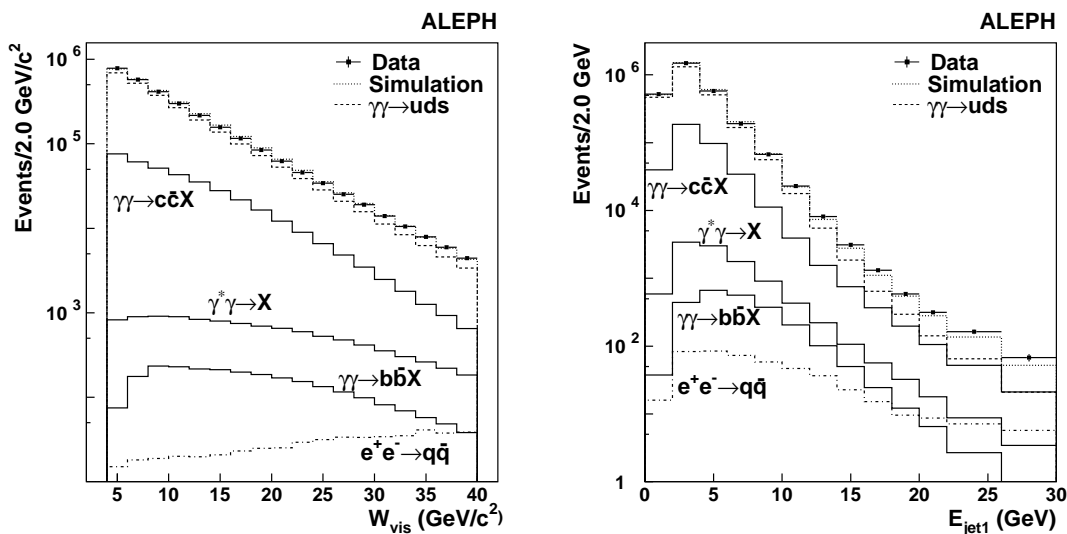 ALEPH
Events/2.0 GeV/c²
10⁶
10⁵
10³
Data
Simulation
γγ→uds
γγ→cc̄X
γ*γ→X
γγ→bb̄X
e⁺e⁻→qq̄
5 10 15 20 25 30 35 40
W_vis (GeV/c²)
ALEPH
Events/2.0 GeV
10⁶
10⁴
10²
1
Data
Simulation
γγ→uds
γγ→cc̄X
γ*γ→X
γγ→bb̄X
e⁺e⁻→qq̄
0 5 10 15 20 25 30
E_jet1 (GeV)